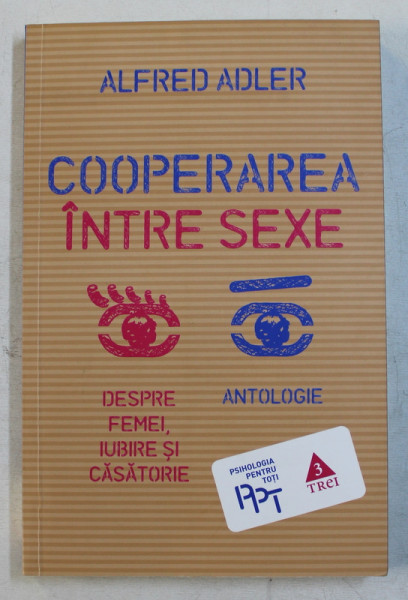 ALFRED ADLER
COOPERAREA
ÎNTRE SEXE
DESPRE
FEMEI,
IUBIRE ȘI
CĂSĂTORIE
ANTOLOGIE
PSIHOLOGIA
PENTRU
TOȚI
PPT
3
TREI